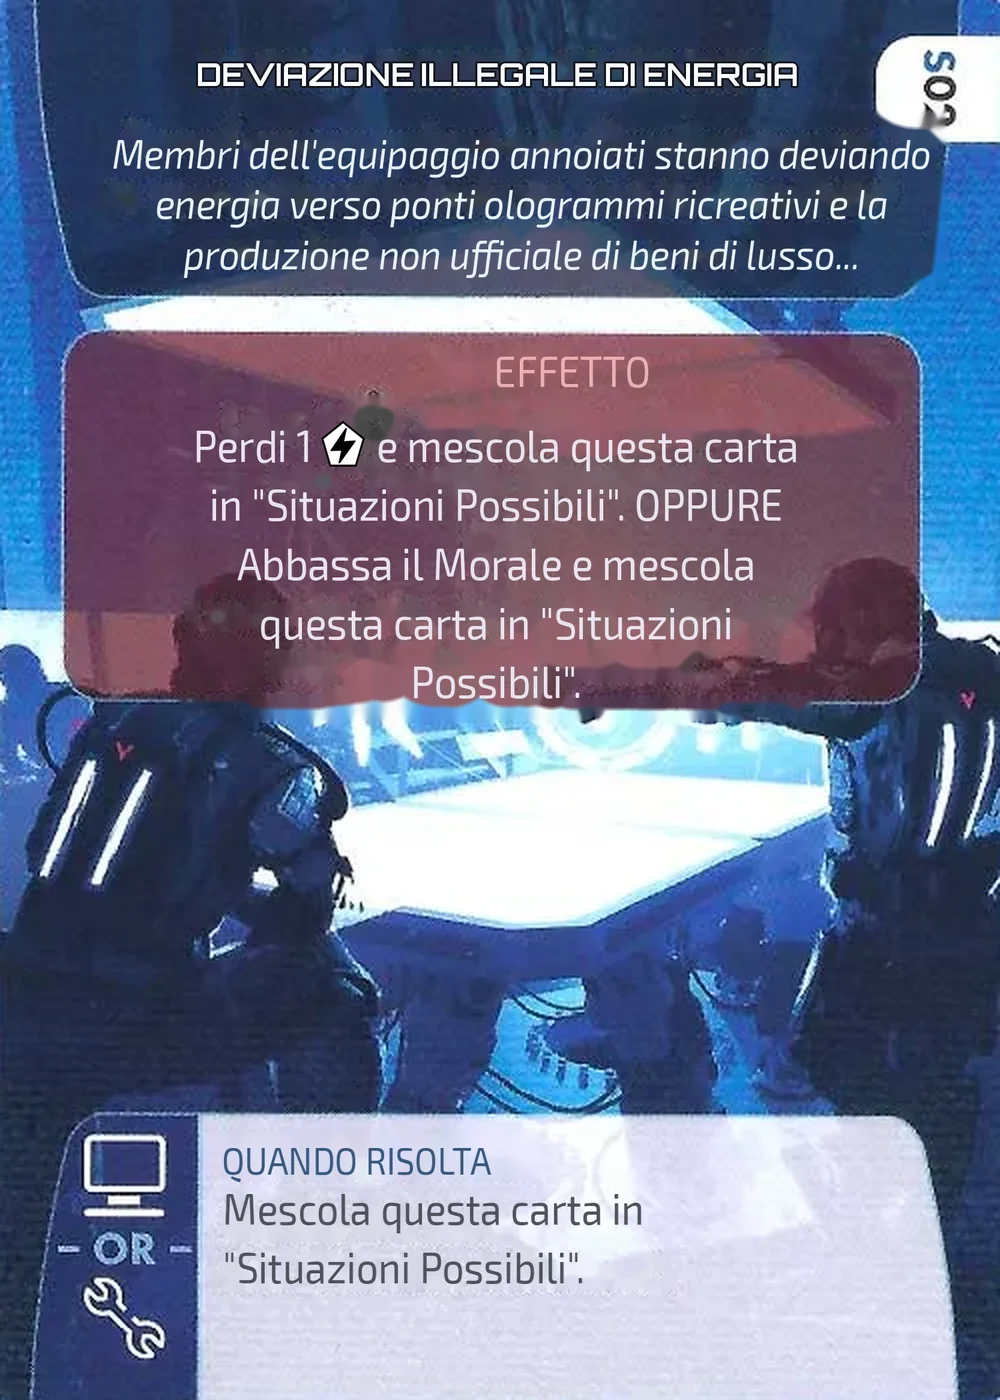 DEVIAZIONE ILLEGALE DI ENERGIA
S02
Membri dell'equipaggio annoiati stanno deviando
energia verso ponti ologrammi ricreativi e la
produzione non ufficiale di beni di lusso...
EFFETTO
Perdi 1 e mescola questa carta
in "Situazioni Possibili". OPPURE
Abbassa il Morale e mescola
questa carta in "Situazioni
Possibili".
QUANDO RISOLTA
Mescola questa carta in
"Situazioni Possibili".
- OR -